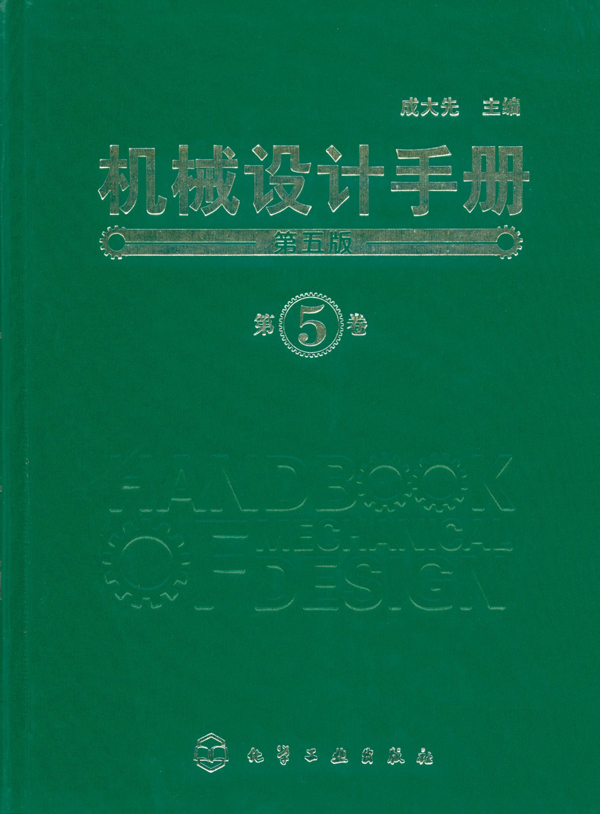 成大先 主编
机械设计手册
第五版
第5卷
HANDBOOK
OF MECHANICAL
DESIGN
化学工业出版社